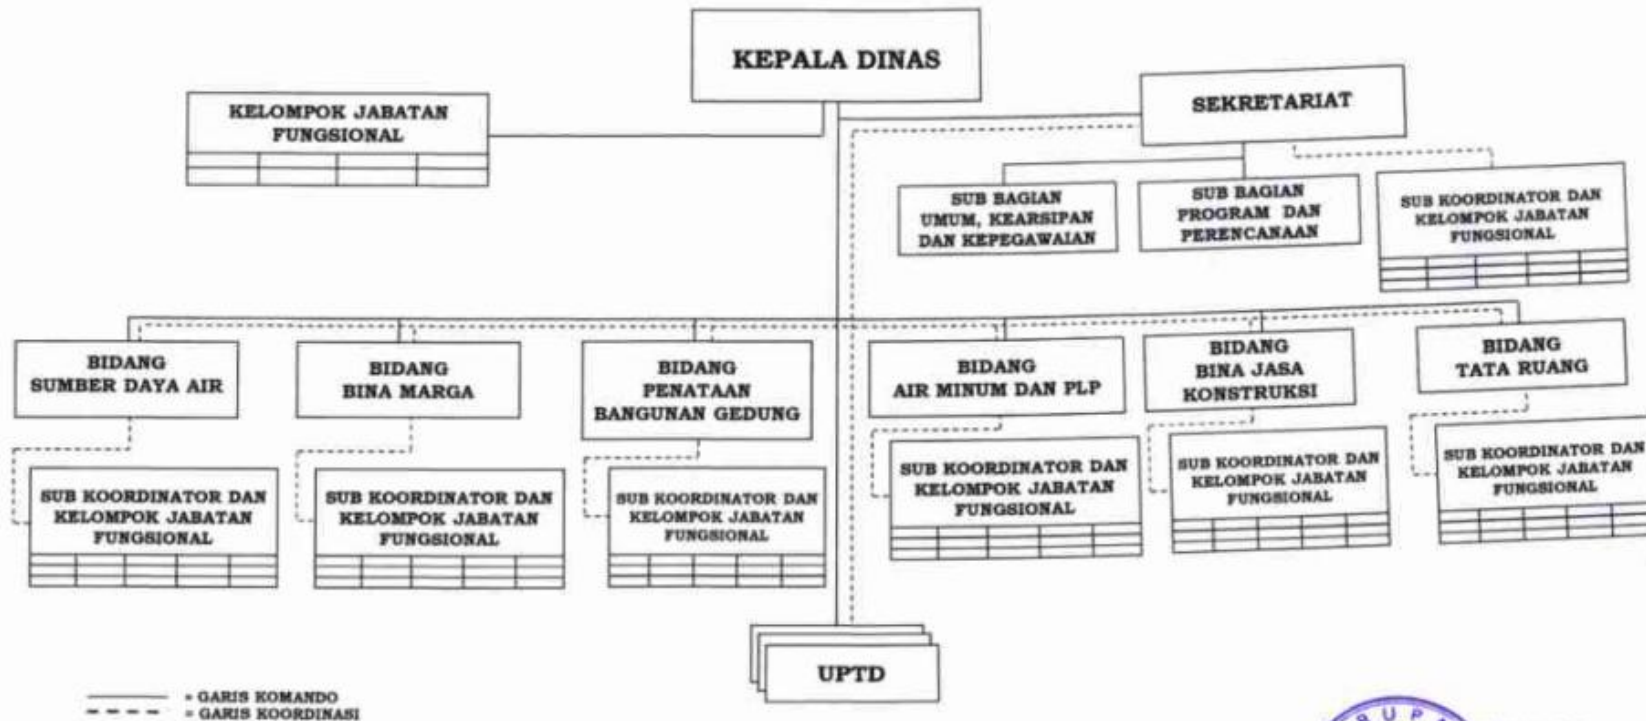 KEPALA DINAS
KELOMPOK JABATAN
FUNGSIONAL
SEKRETARIAT
SUB BAGIAN
UMUM, KEARSIPAN
DAN KEPEGAWAIAN
SUB BAGIAN
PROGRAM DAN
PERENCANAAN
SUB KOORDINATOR DAN
KELOMPOK JABATAN
FUNGSIONAL
BIDANG
SUMBER DAYA AIR
BIDANG
BINA MARGA
BIDANG
PENATAAN
BANGUNAN GEDUNG
BIDANG
AIR MINUM DAN PLP
BIDANG
BINA JASA
KONSTRUKSI
BIDANG
TATA RUANG
SUB KOORDINATOR DAN
KELOMPOK JABATAN
FUNGSIONAL
SUB KOORDINATOR DAN
KELOMPOK JABATAN
FUNGSIONAL
SUB KOORDINATOR DAN
KELOMPOK JABATAN
FUNGSIONAL
SUB KOORDINATOR DAN
KELOMPOK JABATAN
FUNGSIONAL
SUB KOORDINATOR DAN
KELOMPOK JABATAN
FUNGSIONAL
SUB KOORDINATOR DAN
KELOMPOK JABATAN
FUNGSIONAL
UPTD
= GARIS KOMANDO
= GARIS KOORDINASI